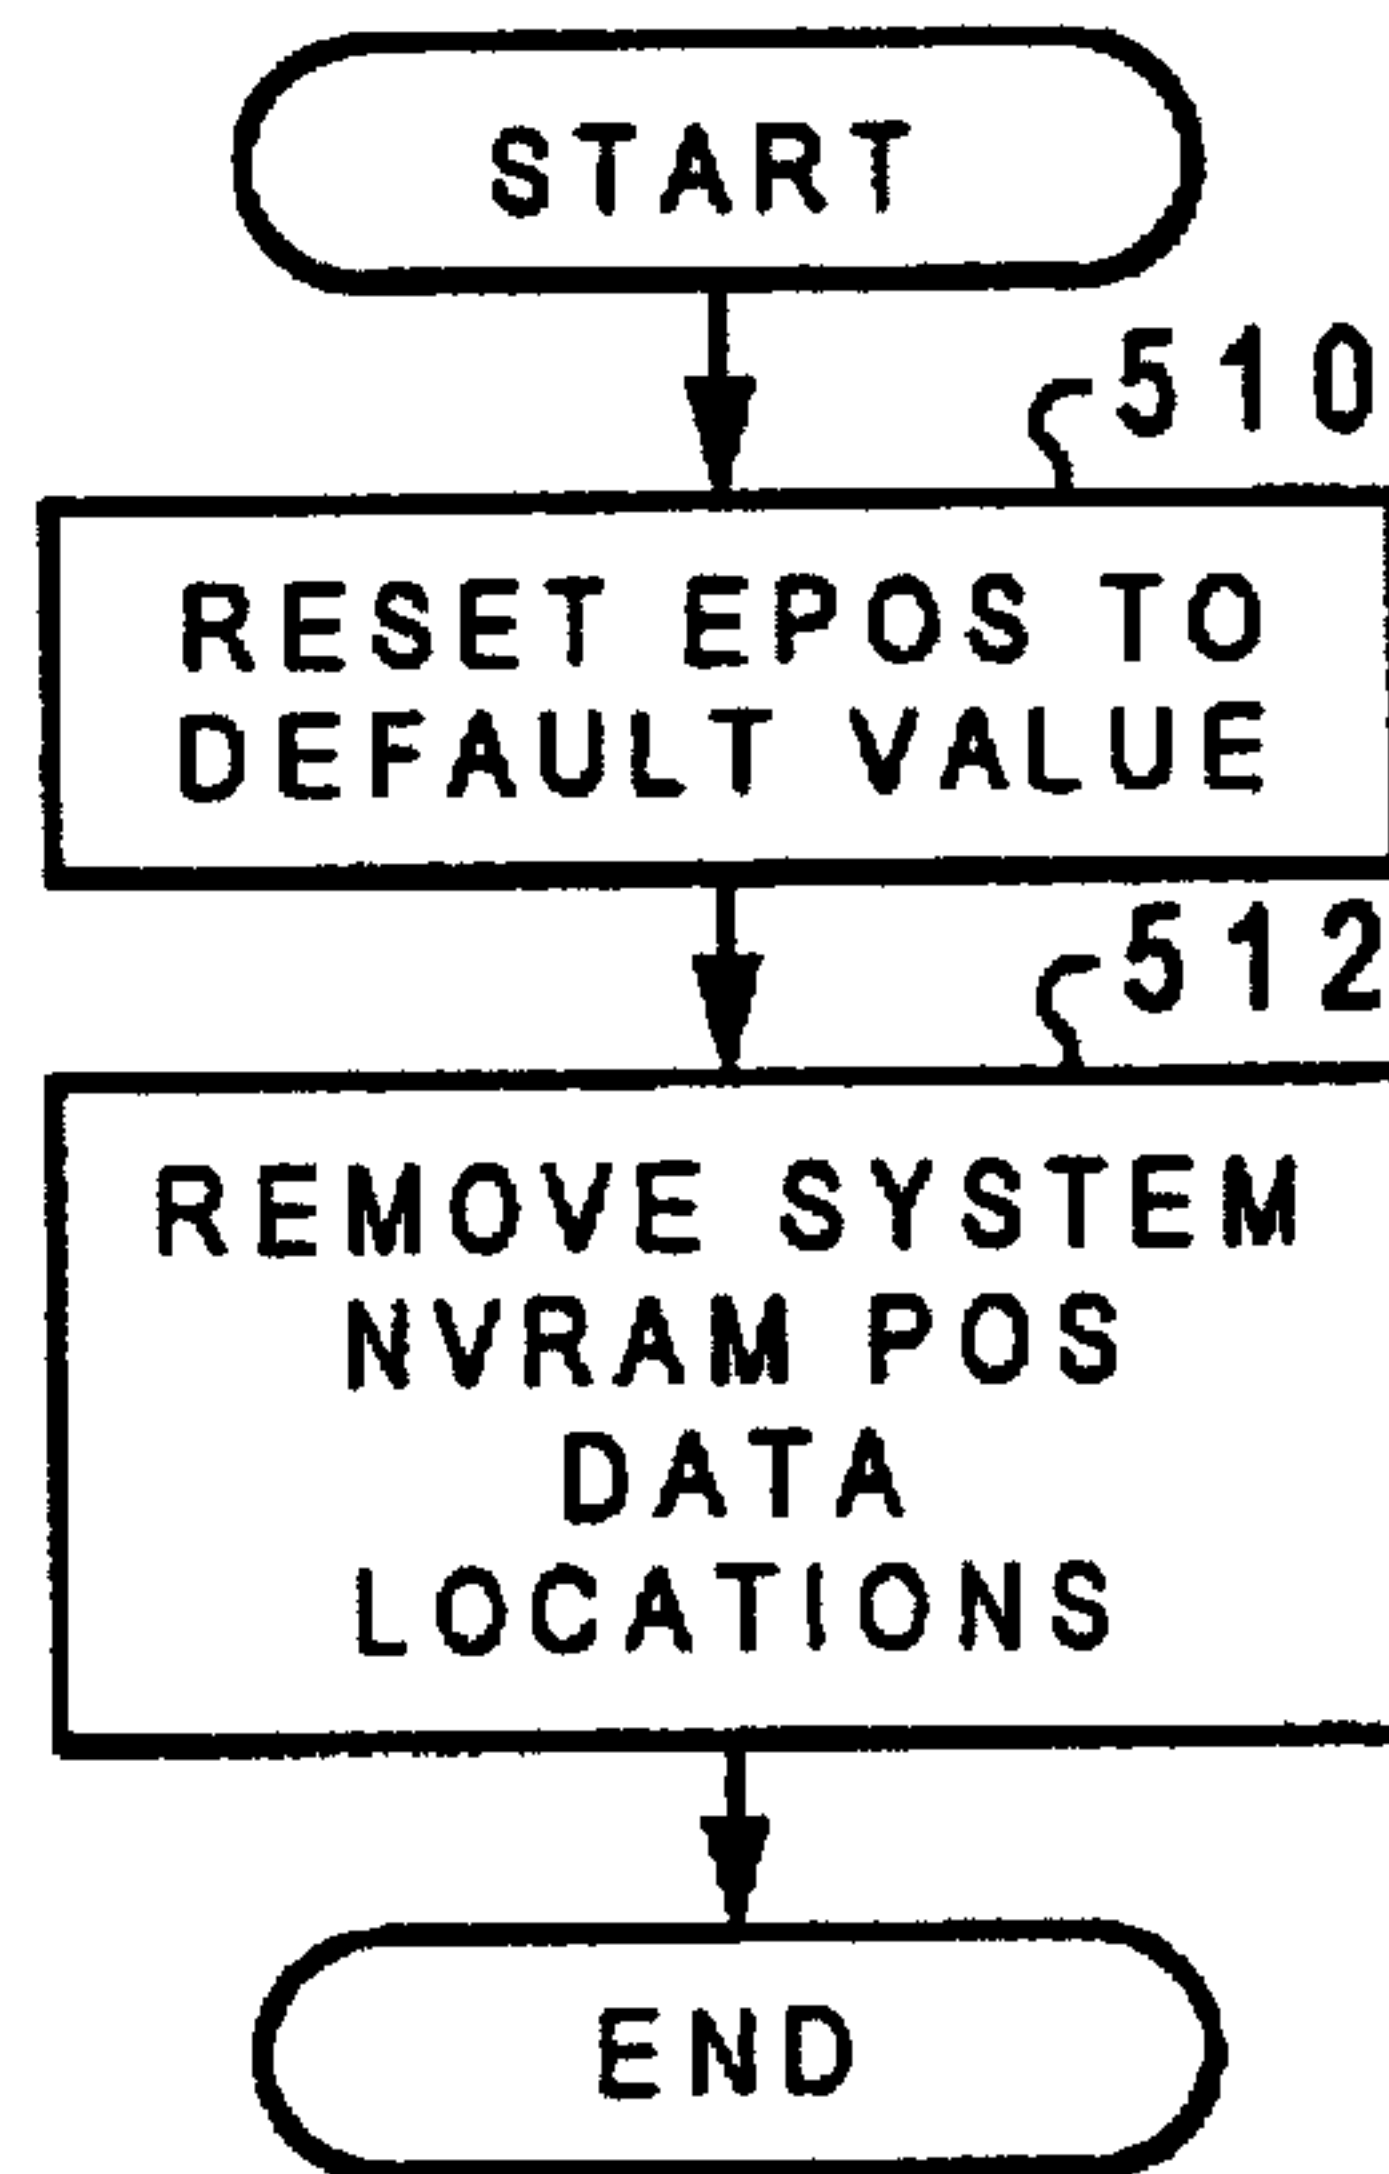 START
510
RESET EPOS TO
DEFAULT VALUE
512
REMOVE SYSTEM
NVRAM POS
DATA
LOCATIONS
END